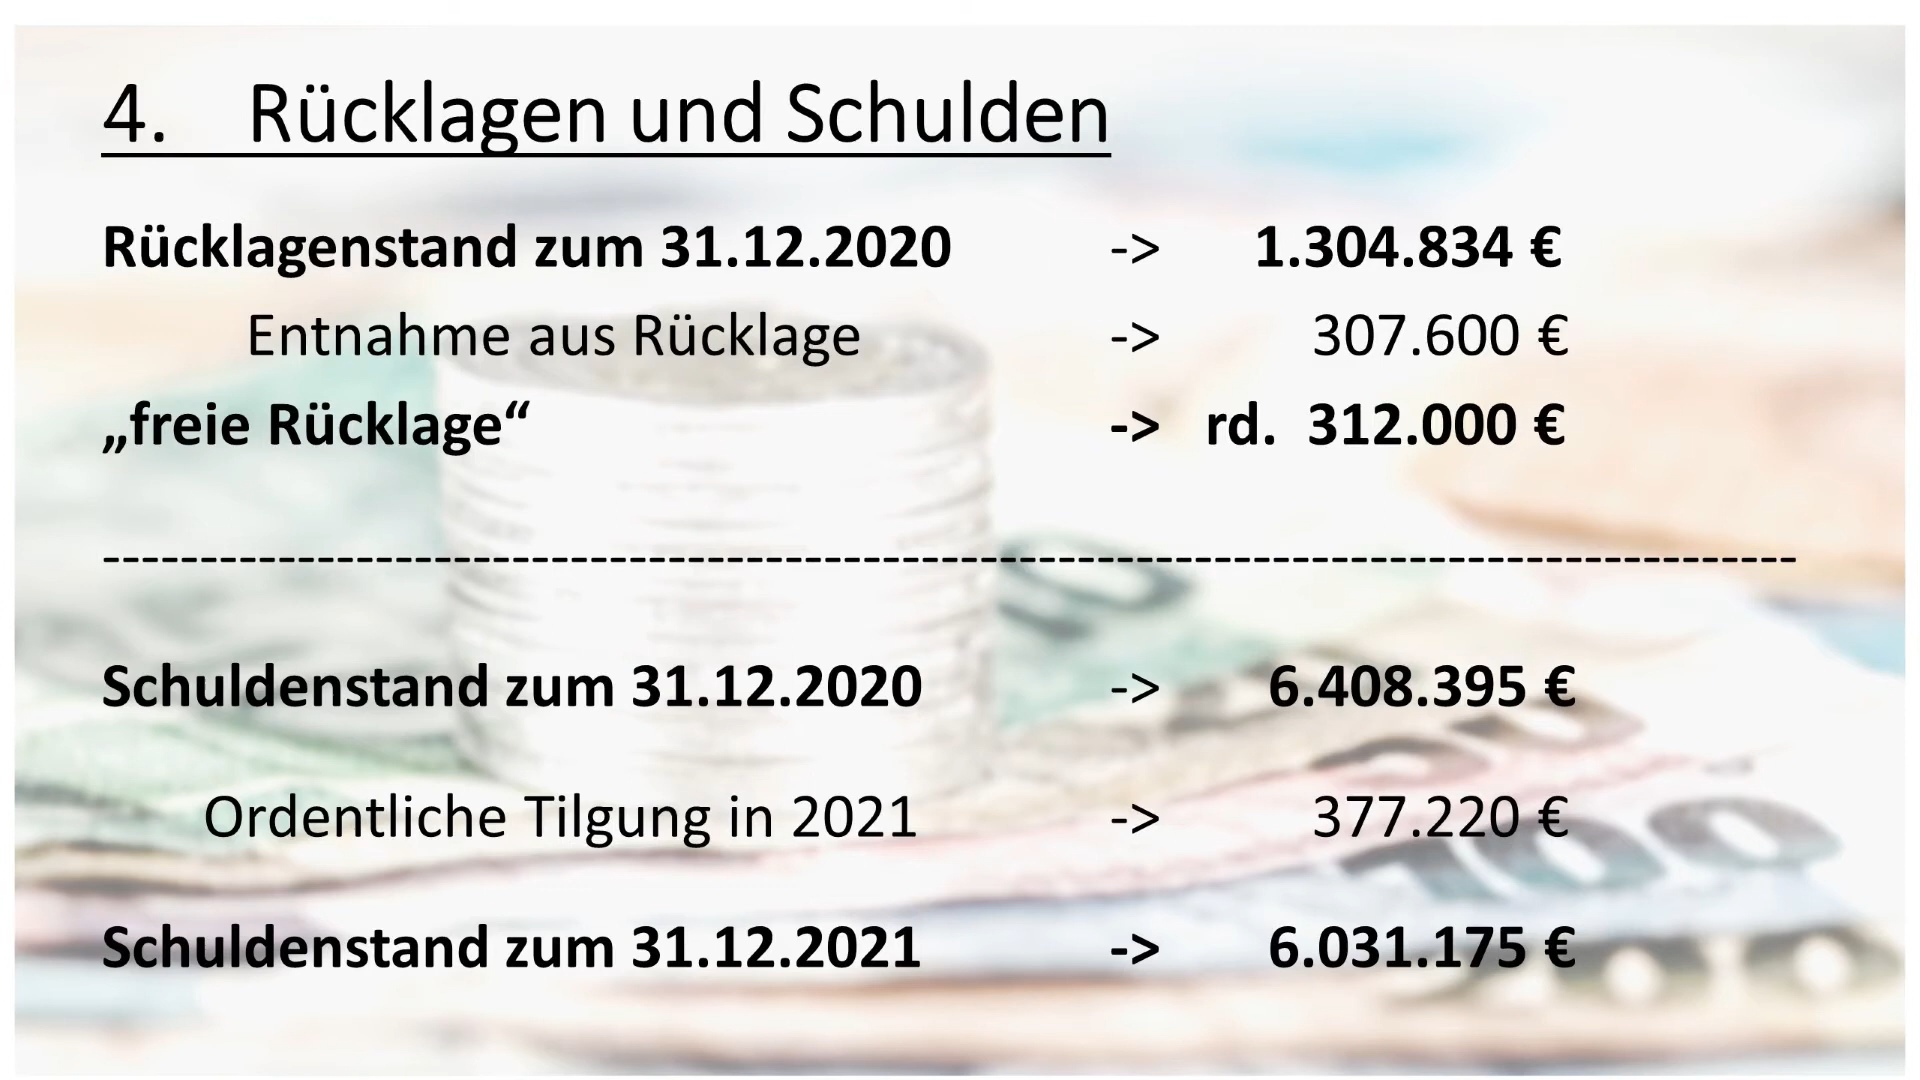 4. Rücklagen und Schulden
Rücklagenstand zum 31.12.2020 -> 1.304.834 €
Entnahme aus Rücklage -> 307.600 €
„freie Rücklage“ -> rd. 312.000 €
----------------------------------------------------------------------------------------
Schuldenstand zum 31.12.2020 -> 6.408.395 €
Ordentliche Tilgung in 2021 -> 377.220 €
Schuldenstand zum 31.12.2021 -> 6.031.175 €